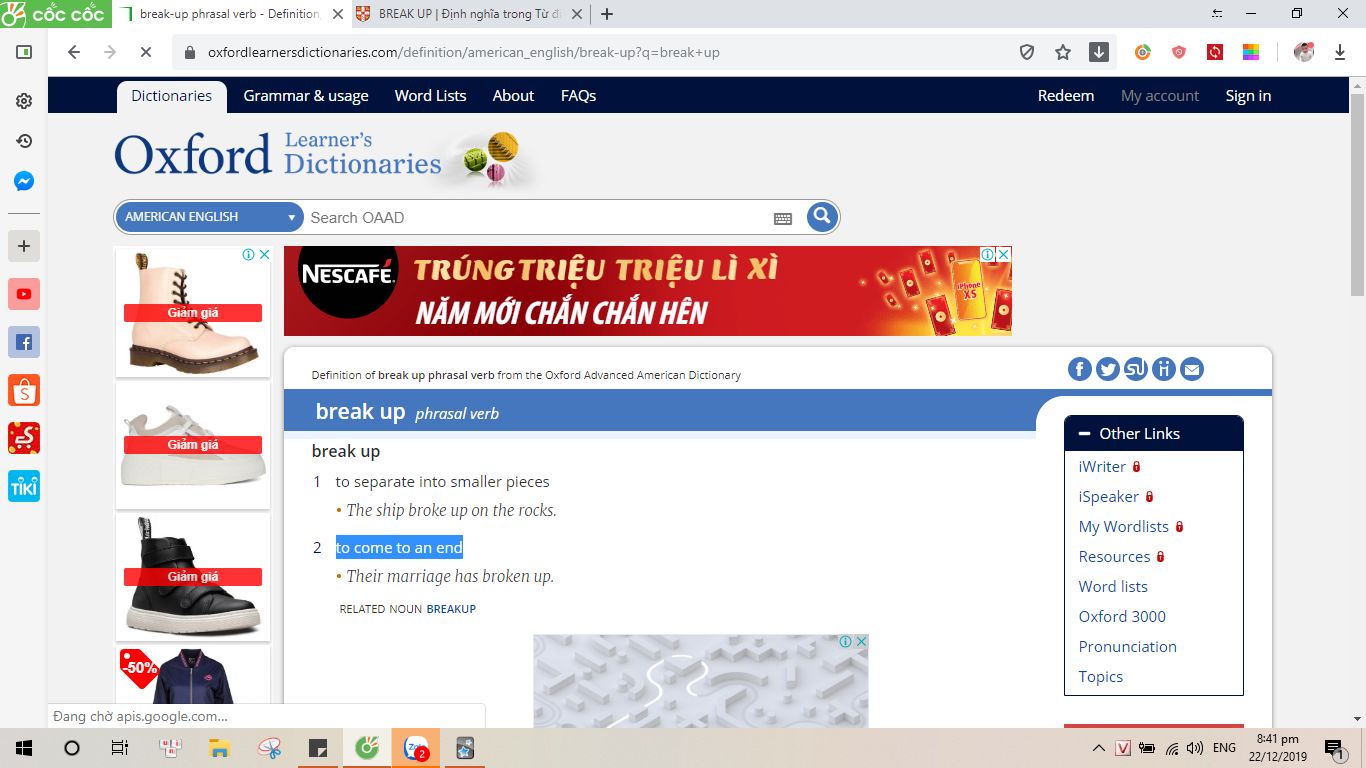 CỐC CỐC
break-up phrasal verb - Definition,
BREAK UP | Định nghĩa trong Từ đi
oxfordlearnersdictionaries.com/definition/american_english/break-up?q=break+up
Dictionaries
Grammar & usage
Word Lists
About
FAQs
Redeem
My account
Sign in
Oxford Learner's Dictionaries
AMERICAN ENGLISH
Search OAAD
NESCAFÉ.
TRÚNG TRIỆU TRIỆU LÌ XÌ
NĂM MỚI CHẮN CHẮN HÊN
iPhone XS
Giảm giá
Giảm giá
Giảm giá
-50%
Definition of break up phrasal verb from the Oxford Advanced American Dictionary
break up phrasal verb
break up
1 to separate into smaller pieces
• The ship broke up on the rocks.
2 to come to an end
• Their marriage has broken up.
RELATED NOUN BREAKUP
Other Links
iWriter
iSpeaker
My Wordlists
Resources
Word lists
Oxford 3000
Pronunciation
Topics
TIKI
Đang chờ apis.google.com...
Zalo
2
ENG
8:41 pm
22/12/2019
1